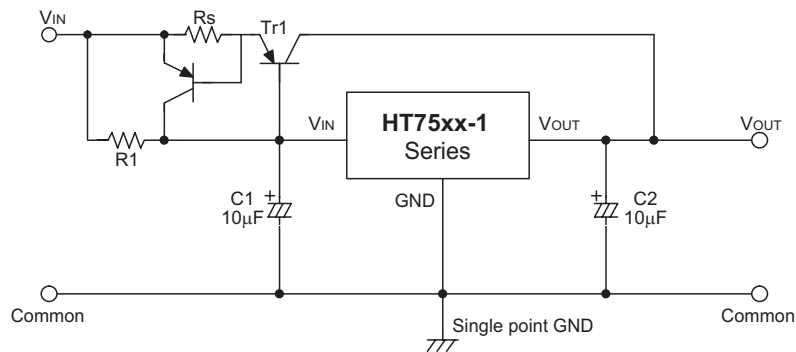 VIN
Rs
Tr1
R1
VIN
HT75xx-1
Series
VOUT
VOUT
GND
C1
+
10μF
C2
+
10μF
Common
Single point GND
Common